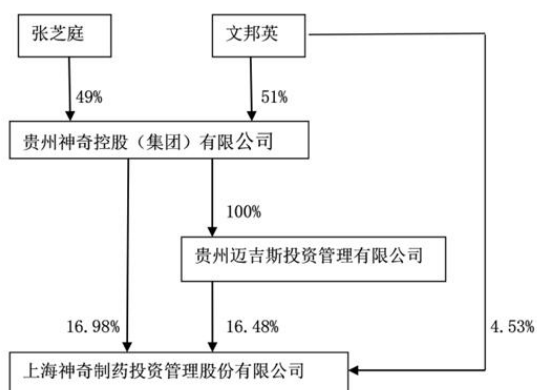 张芝庭
文邦英
49%
51%
贵州神奇控股（集团）有限公司
100%
贵州迈吉斯投资管理有限公司
16.98%
16.48%
4.53%
上海神奇制药投资管理股份有限公司